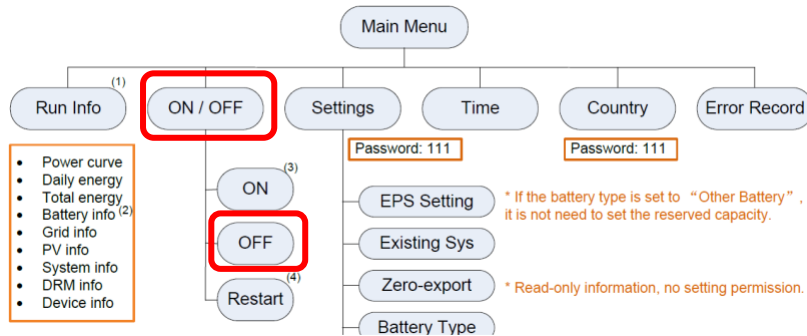 Main Menu
(1)
Run Info
ON / OFF
Settings
Time
Country
Error Record
Password: 111
Password: 111
• Power curve
• Daily energy
• Total energy
• Battery info (2)
• Grid info
• PV info
• System info
• DRM info
• Device info
ON
(3)
OFF
Restart
(4)
EPS Setting
* If the battery type is set to “Other Battery”,
it is not need to set the reserved capacity.
Existing Sys
Zero-export
* Read-only information, no setting permission.
Battery Type